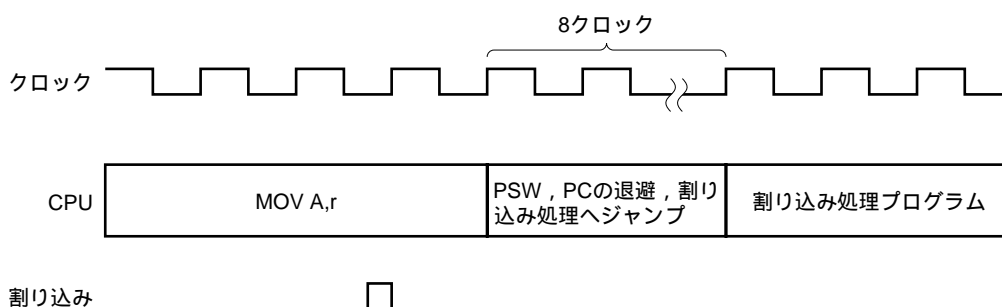 8クロック
クロック
CPU
MOV A,r
PSW，PCの退避，割り
込み処理へジャンプ
割り込み処理プログラム
割り込み